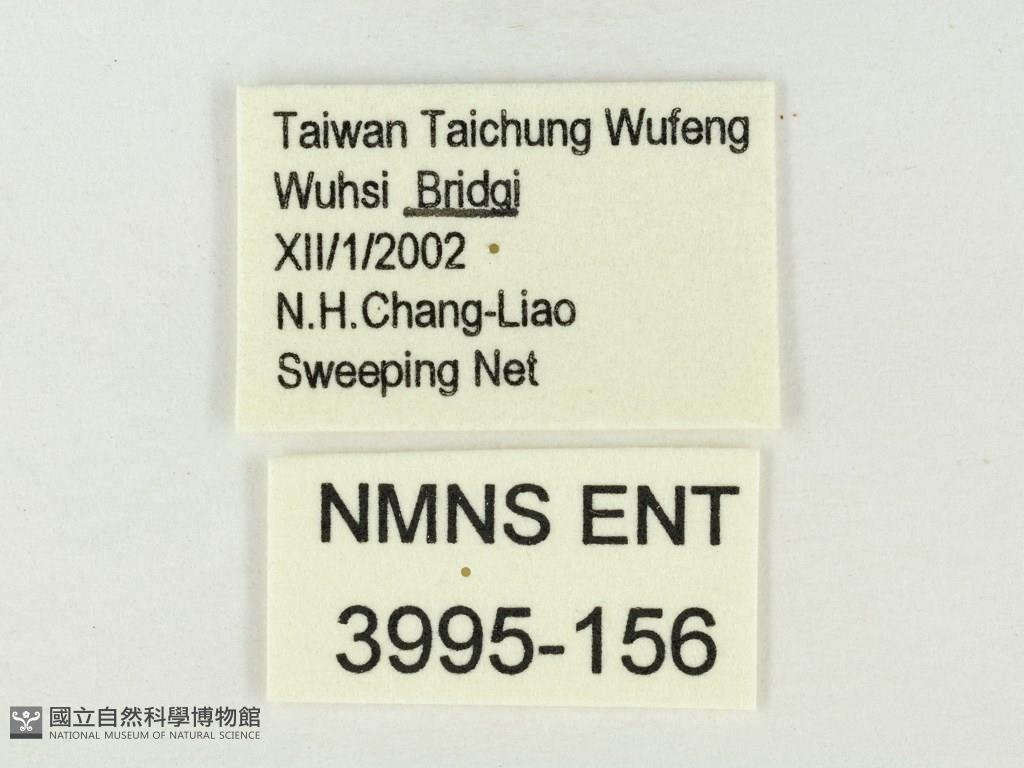 Taiwan Taichung Wufeng
Wuhsi Bridgi
XII/1/2002
N.H.Chang-Liao
Sweeping Net
NMNS ENT
3995-156
國立自然科學博物館
NATIONAL MUSEUM OF NATURAL SCIENCE